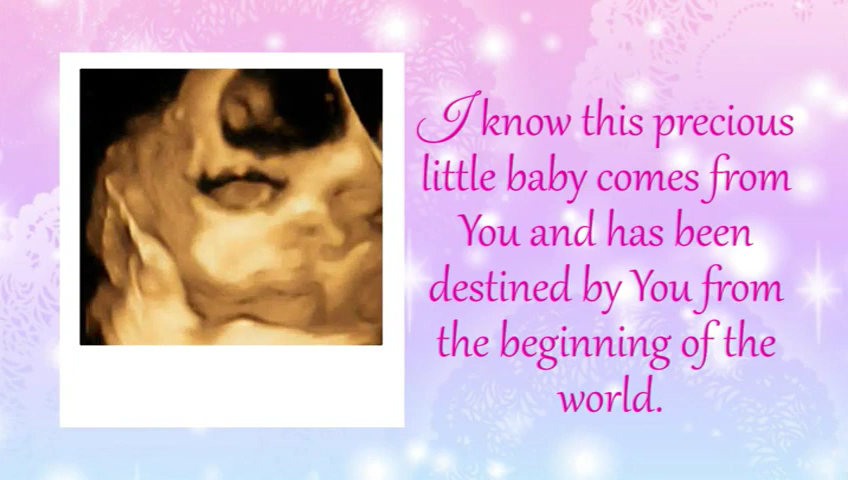 I know this precious
little baby comes from
You and has been
destined by You from
the beginning of the
world.